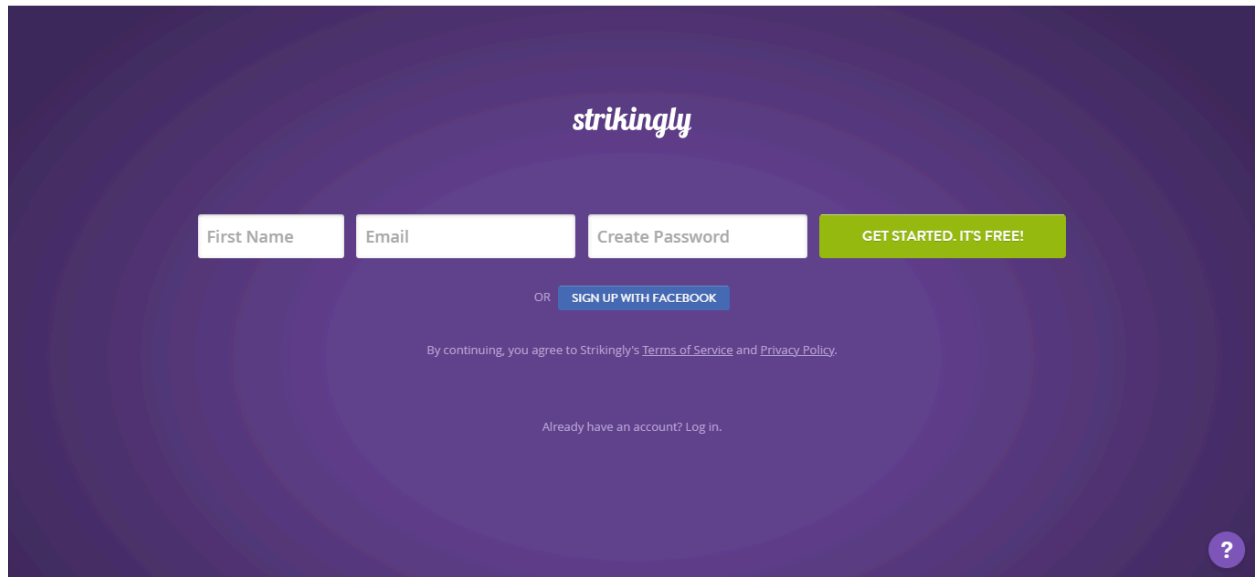 strikingly
First Name Email Create Password GET STARTED. IT'S FREE!
OR SIGN UP WITH FACEBOOK
By continuing, you agree to Strikingly's Terms of Service and Privacy Policy.
Already have an account? Log in.
?